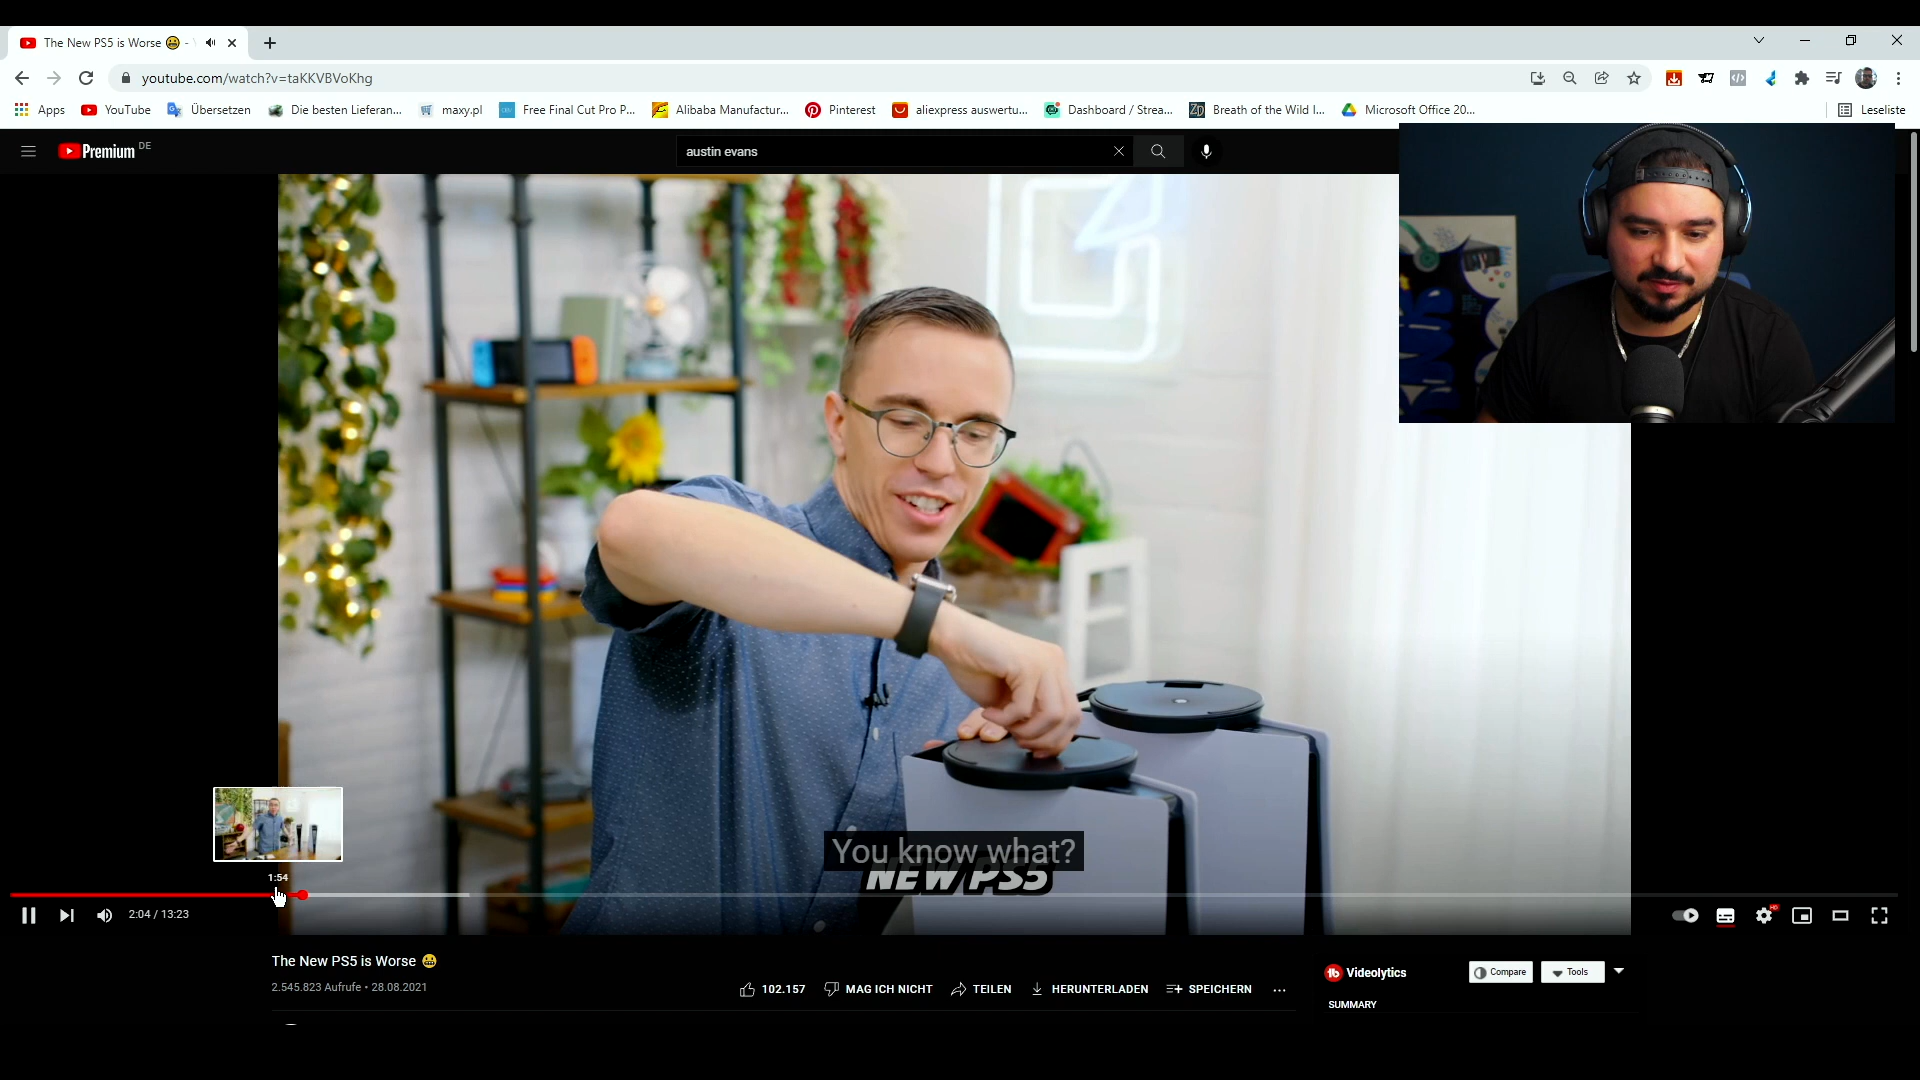 The New PS5 is Worse 😬 -
youtube.com/watch?v=taKKVBVoKhg
Apps YouTube Übersetzen Die besten Lieferan... maxy.pl Free Final Cut Pro P... Alibaba Manufactur... Pinterest aliexpress auswertu... Dashboard / Strea... Breath of the Wild I... Microsoft Office 20... Leseliste
Premium DE
austin evans
You know what?
NEW PS5
1:54
2:04 / 13:23
HD
The New PS5 is Worse 😬
2.545.823 Aufrufe • 28.08.2021
102.157 MAG ICH NICHT TEILEN HERUNTERLADEN SPEICHERN ...
Videolytics Compare Tools
SUMMARY